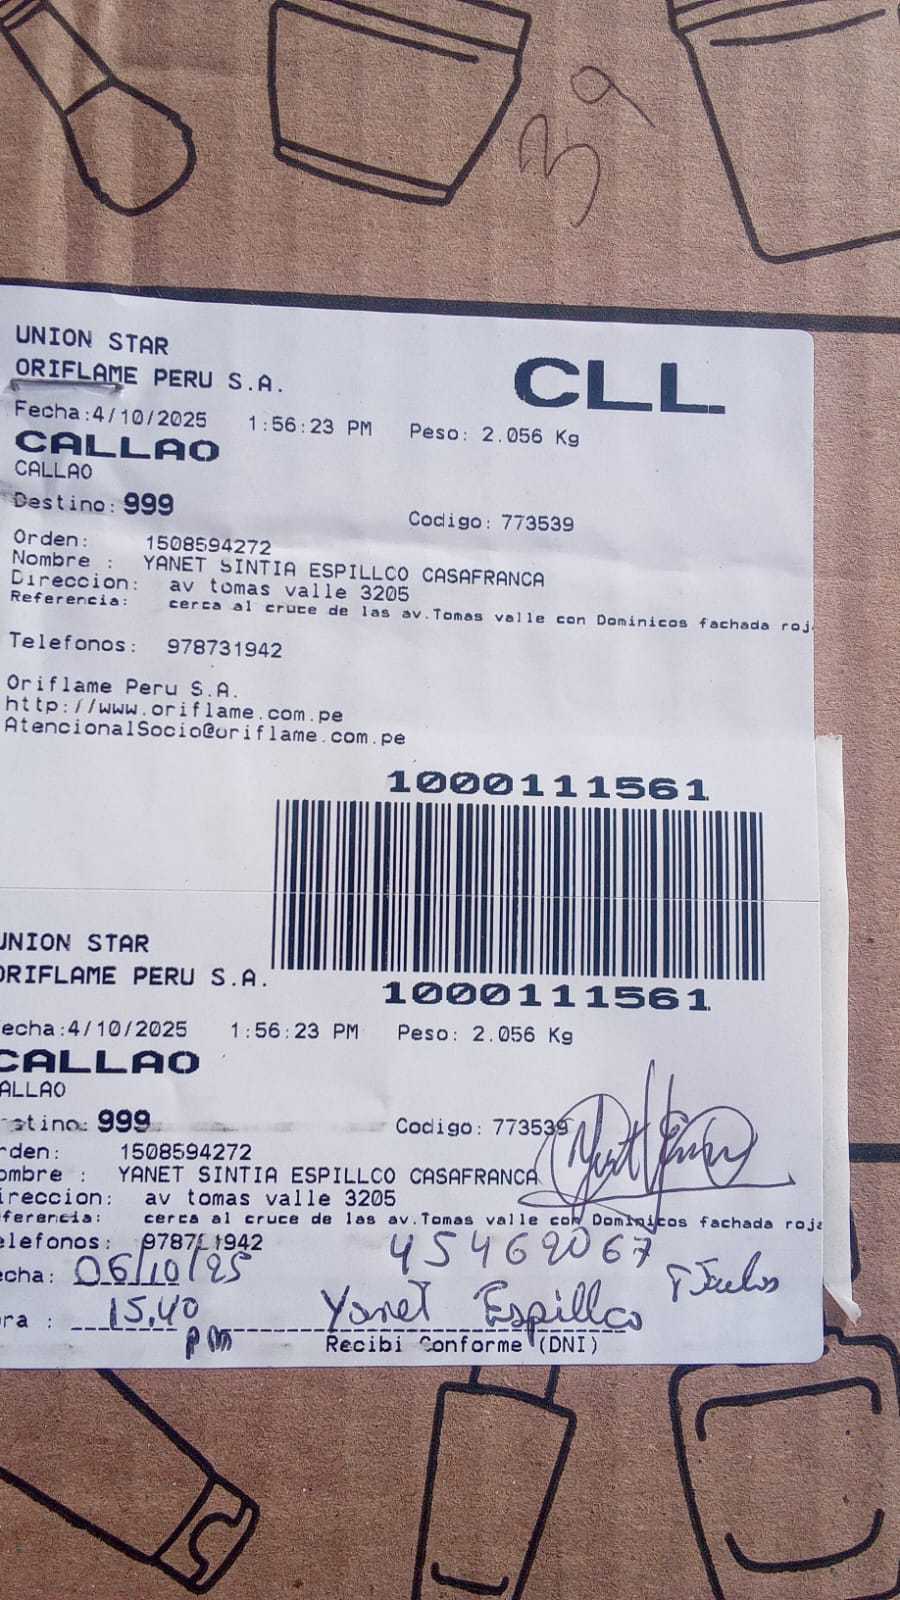 39
UNION STAR
ORIFLAME PERU S.A.
CLL
Fecha:4/10/2025 1:56:23 PM Peso: 2.056 Kg
CALLAO
CALLAO
Destino: 999 Codigo: 773539
Orden: 1508594272
Nombre : YANET SINTIA ESPILLCO CASAFRANCA
Direccion: av tomas valle 3205
Referencia: cerca al cruce de las av.Tomas valle con Dominicos fachada roj
Telefonos: 978731942
Oriflame Peru S.A.
http://www.oriflame.com.pe
AtencionalSocio@oriflame.com.pe
1000111561
UNION STAR
ORIFLAME PERU S.A.
1000111561
echa:4/10/2025 1:56:23 PM Peso: 2.056 Kg
CALLAO
ALLAO
stino: 999 Codigo: 773539
rden: 1508594272
ombre : YANET SINTIA ESPILLCO CASAFRANCA
ireccion: av tomas valle 3205
ferencia: cerca al cruce de las av.Tomas valle con Dominicos fachada roja
elefonos: 978731942 45462067
echa: 06/10/25
ra : 15.40 pm Yanet Espillco
Recibi Conforme (DNI)